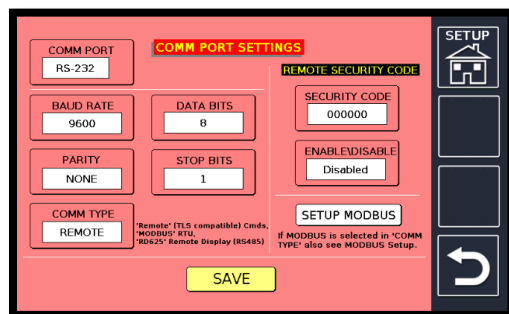 SETUP
COMM PORT SETTINGS
COMM PORT
RS-232
REMOTE SECURITY CODE
BAUD RATE
9600
DATA BITS
8
SECURITY CODE
000000
PARITY
NONE
STOP BITS
1
ENABLE\DISABLE
Disabled
COMM TYPE
REMOTE
'Remote' (TLS compatible) Cmds,
'MODBUS' RTU,
'RD625' Remote Display (RS485)
SETUP MODBUS
If MODBUS is selected in 'COMM
TYPE' also see MODBUS Setup.
SAVE